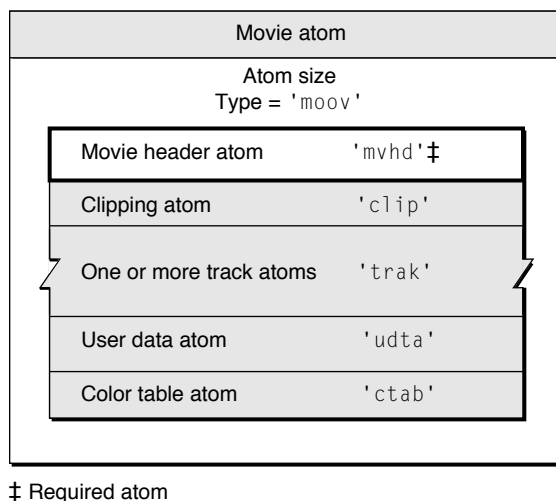 Movie atom
Atom size
Type = 'moov'
Movie header atom 'mvhd'‡
Clipping atom 'clip'
One or more track atoms 'trak'
User data atom 'udta'
Color table atom 'ctab'
‡ Required atom